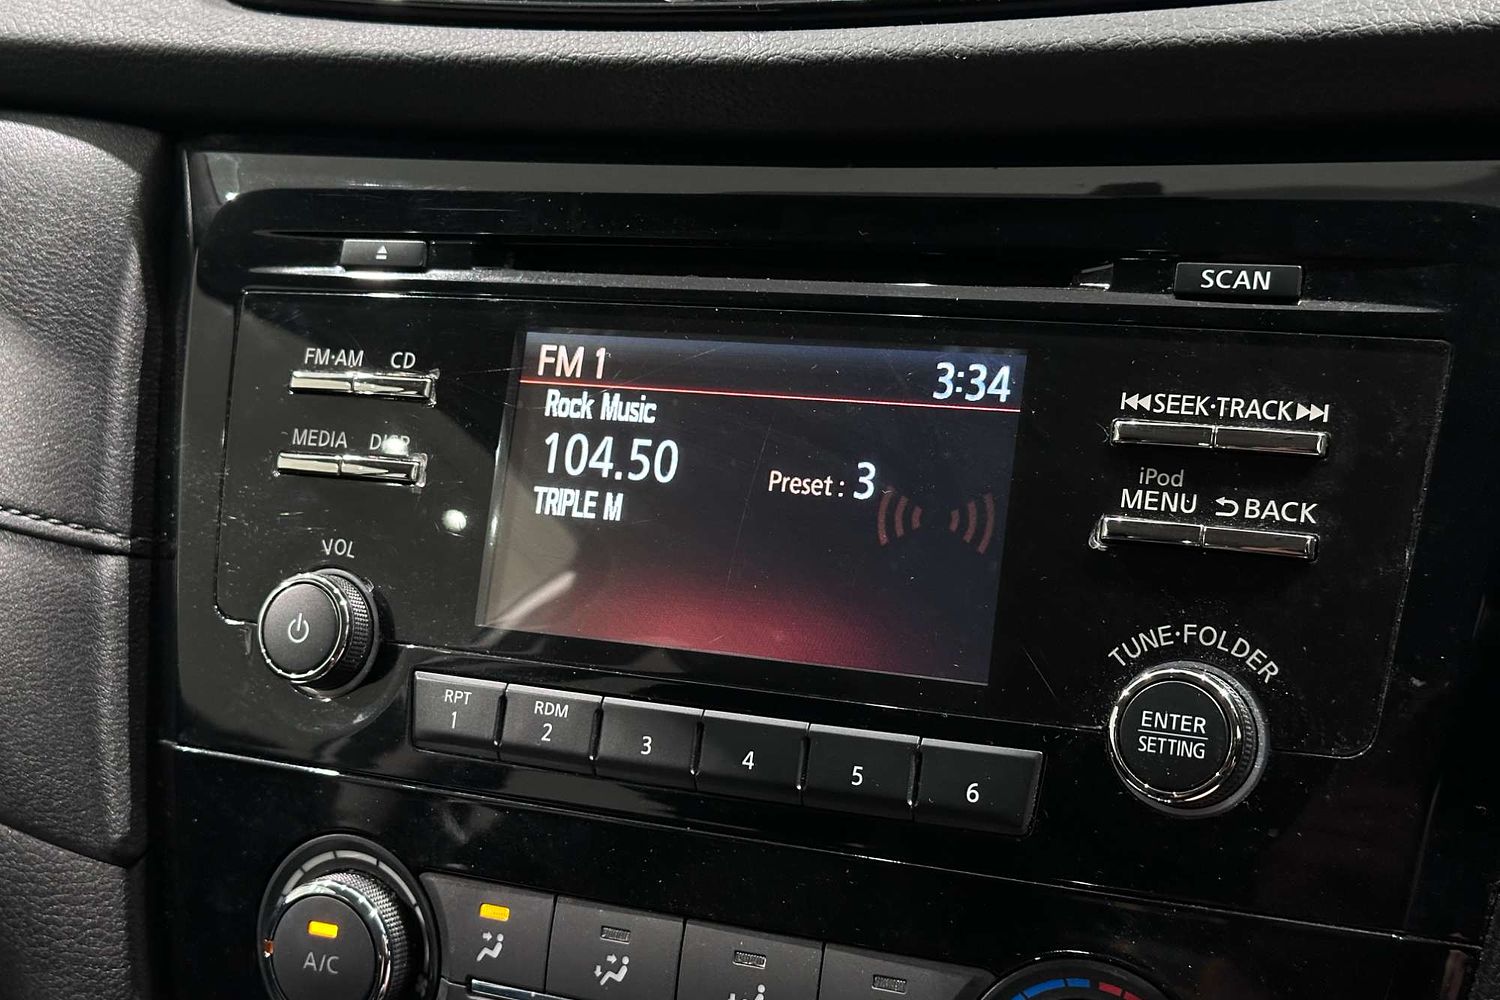 SCAN
FM·AM CD
FM 1 3:34
Rock Music
SEEK·TRACK
MEDIA DISP
104.50
Preset : 3
iPod
MENU BACK
TRIPLE M
VOL
TUNE·FOLDER
RPT
1
RDM
2
3
4
5
6
ENTER
SETTING
A/C